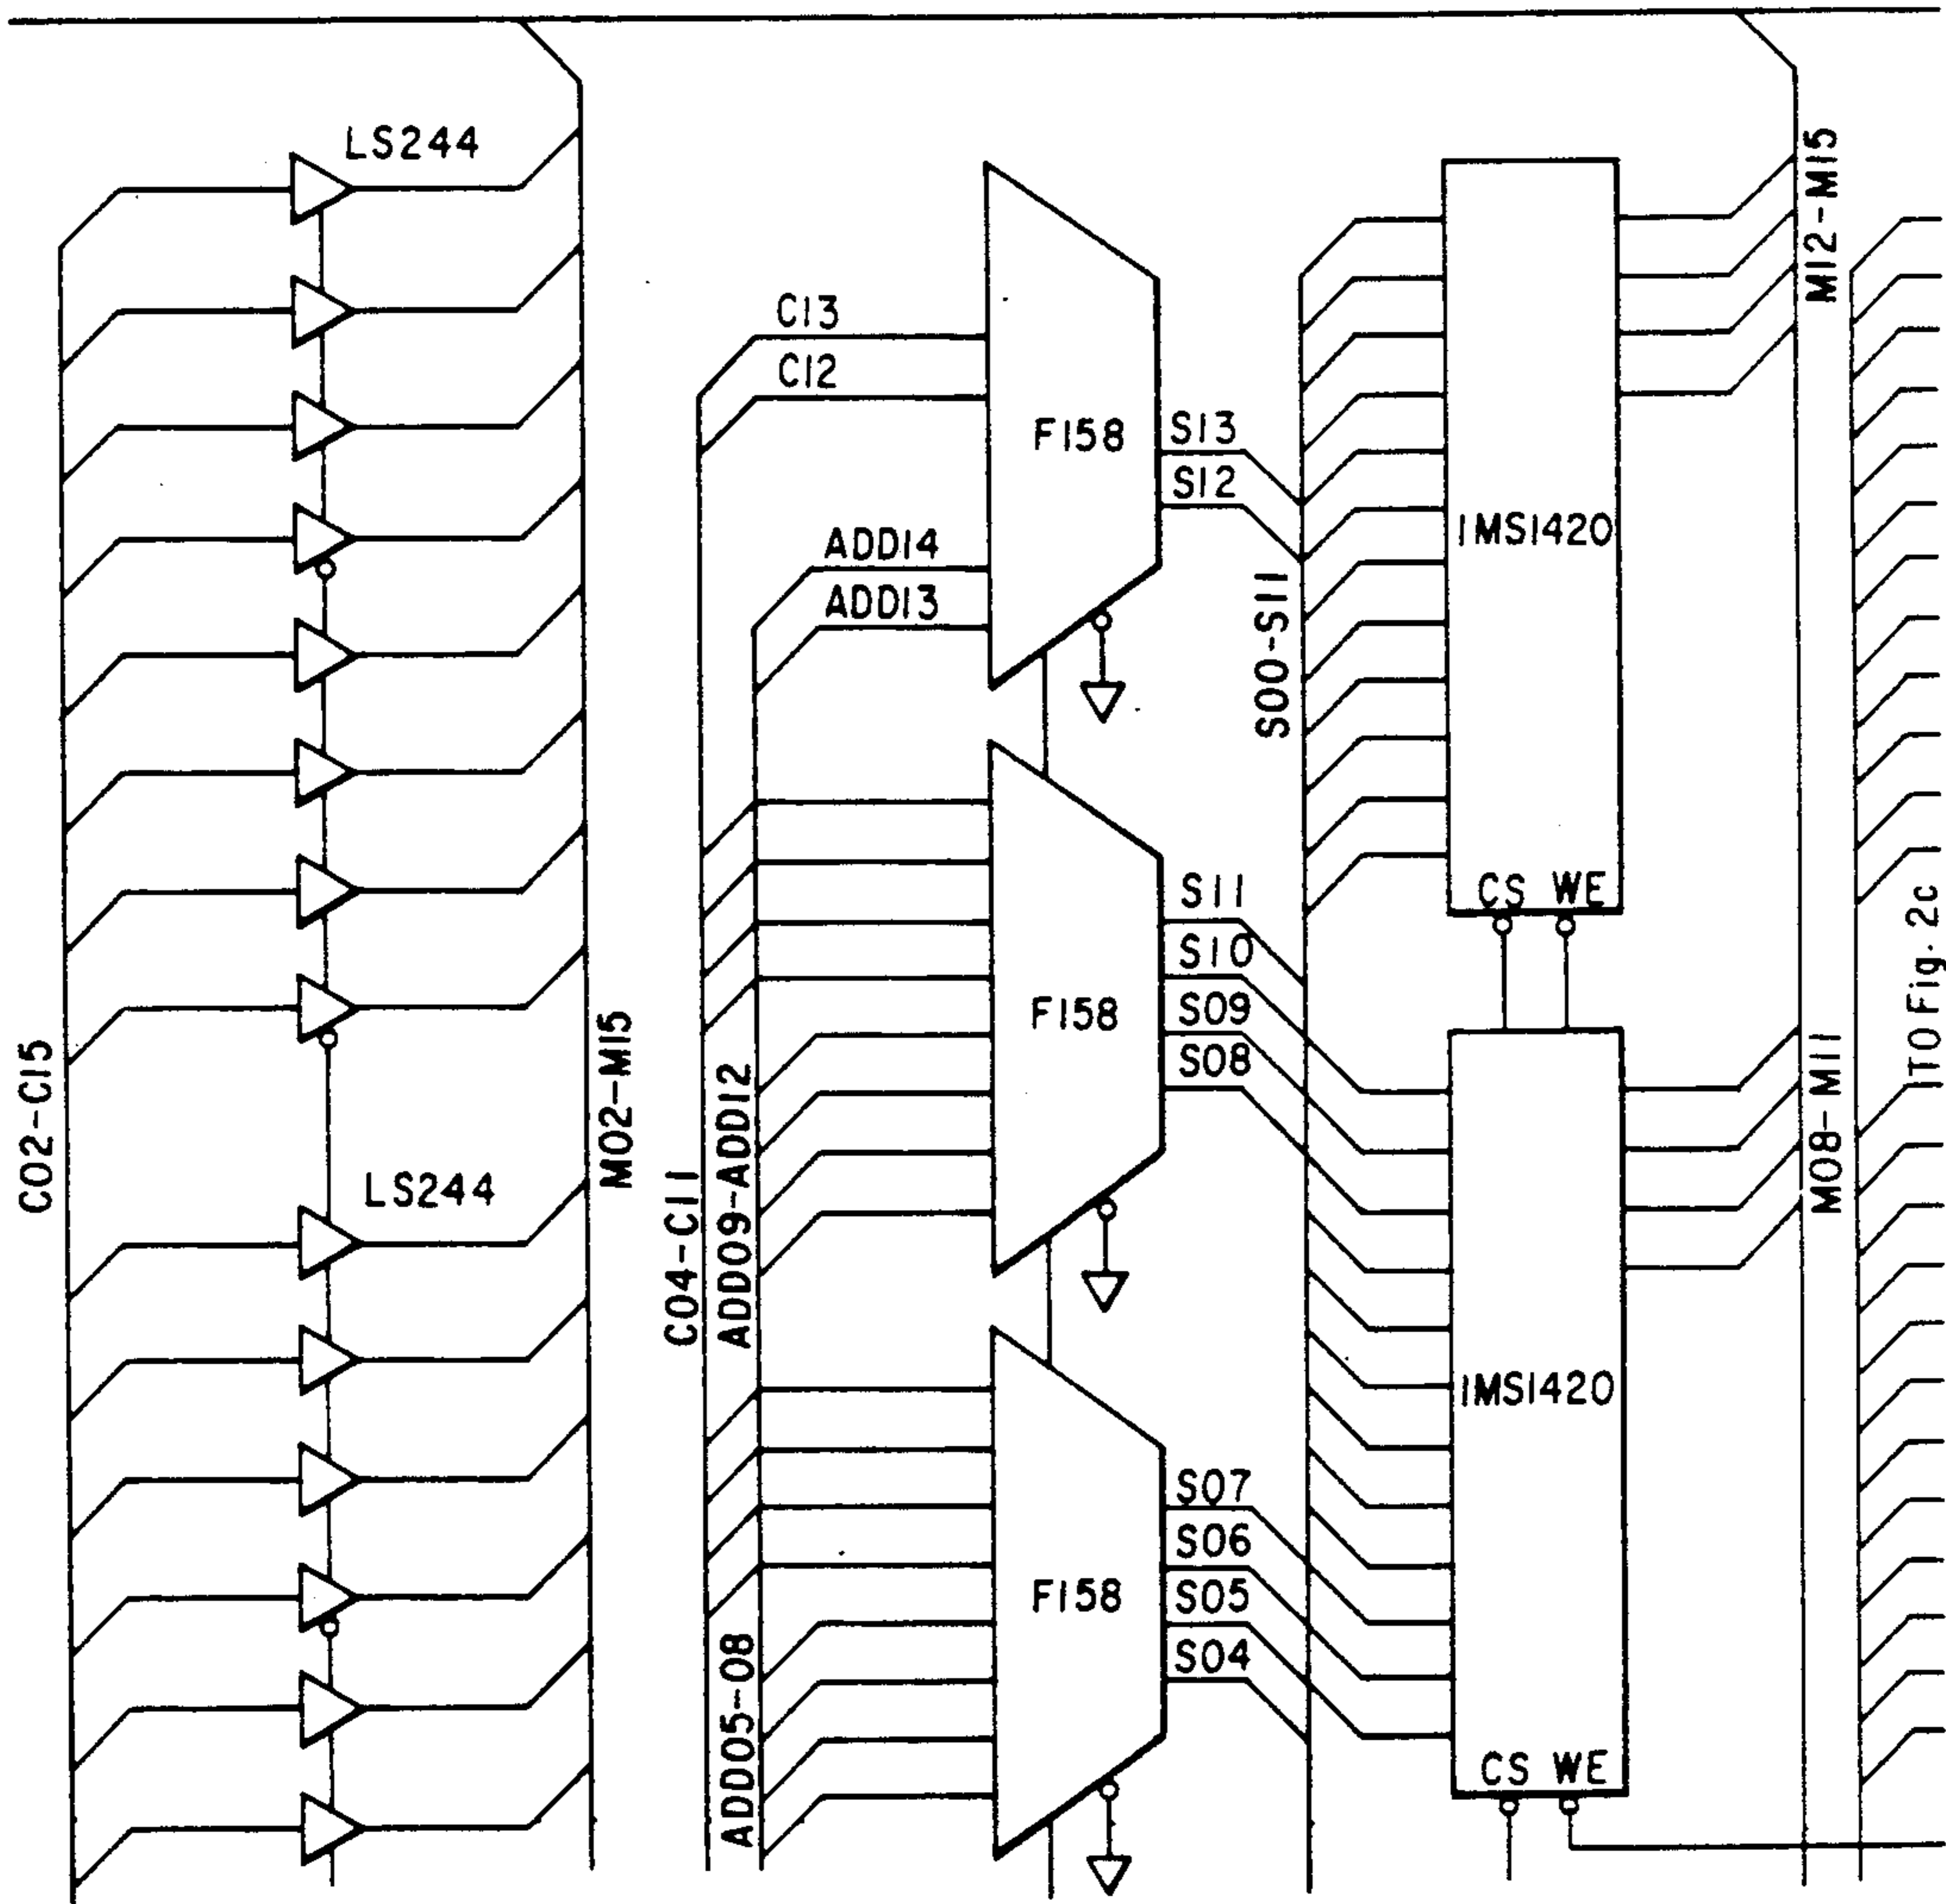 LS244
M12-M15
C13
C12
F158
S13
S12
IMS1420
ADD14
ADD13
S00-S11
CS WE
S11
S10
S09
S08
F158
TO Fig. 2c
C02-C15
M02-M15
C04-C11
ADD09-ADD12
M08-M11
LS244
IMS1420
S07
S06
S05
S04
F158
ADD05-08
CS WE